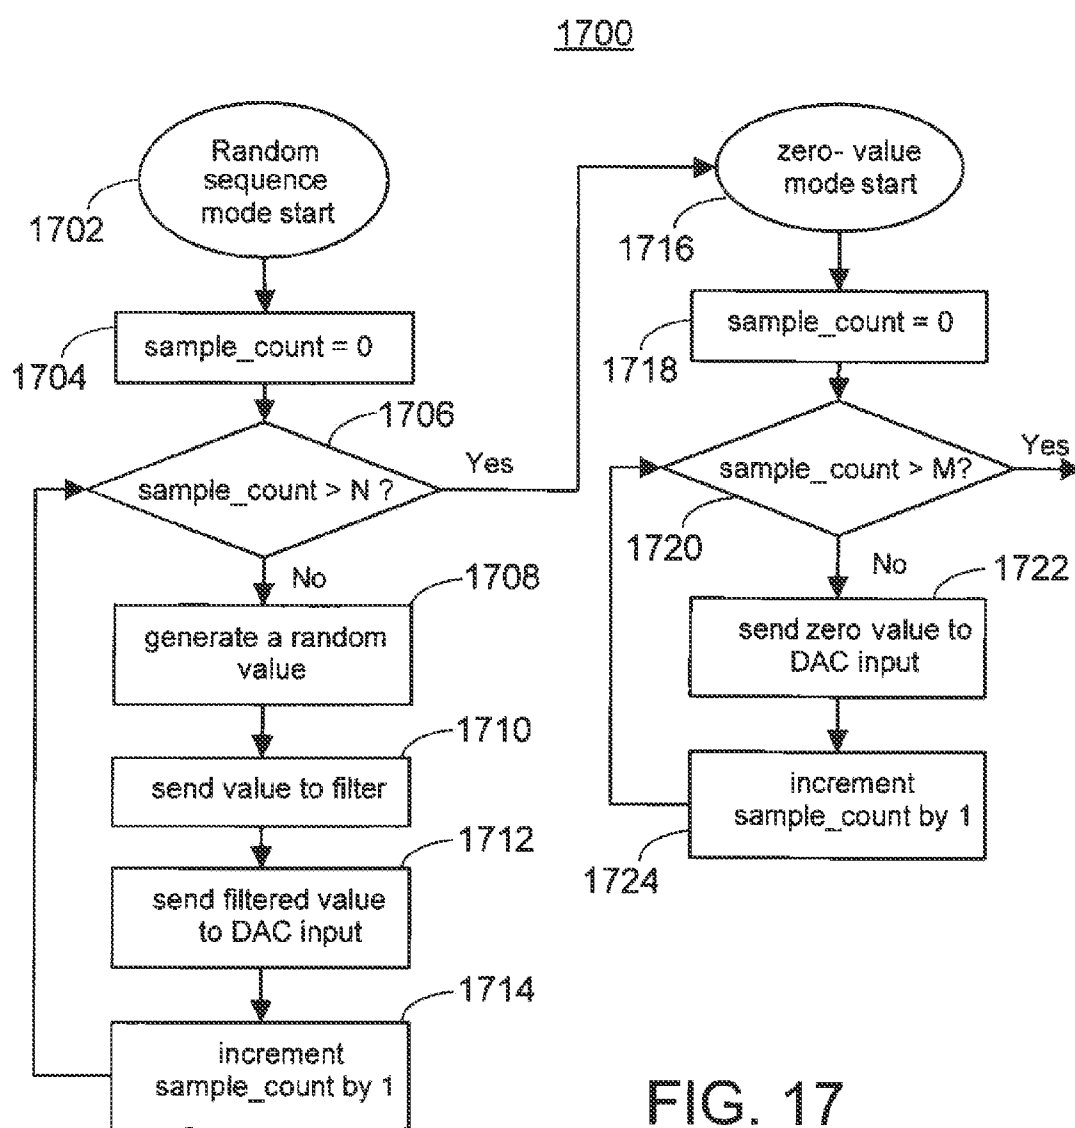 1700
Random
sequence
mode start
1702
sample_count = 0
1704
1706
sample_count > N ?
Yes
No
1708
generate a random
value
1710
send value to filter
1712
send filtered value
to DAC input
1714
increment
sample_count by 1
zero- value
mode start
1716
sample_count = 0
1718
sample_count > M?
Yes
1720
No
1722
send zero value to
DAC input
increment
sample_count by 1
1724
FIG. 17